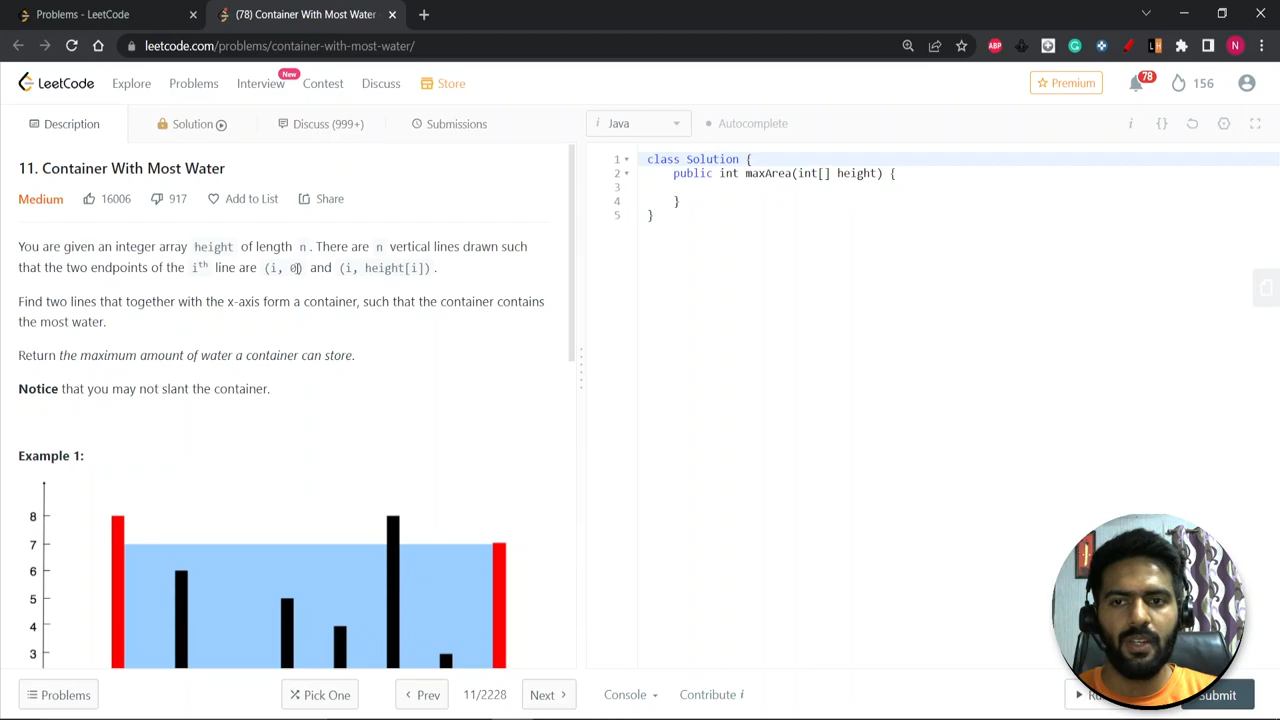 Problems - LeetCode
(78) Container With Most Water
leetcode.com/problems/container-with-most-water/
ABP
LH
N
LeetCode
Explore
Problems
Interview
New
Contest
Discuss
Store
Premium
78
156
Description
Solution
Discuss (999+)
Submissions
i Java
Autocomplete
i {}
11. Container With Most Water
Medium
16006
917
Add to List
Share
You are given an integer array height of length n. There are n vertical lines drawn such
that the two endpoints of the ith line are (i, 0) and (i, height[i]).
Find two lines that together with the x-axis form a container, such that the container contains
the most water.
Return the maximum amount of water a container can store.
Notice that you may not slant the container.
Example 1:
8
7
6
5
4
3
1 class Solution {
2 public int maxArea(int[] height) {
3
4 }
5 }
Problems
Pick One
Prev
11/2228
Next
Console
Contribute i
Submit